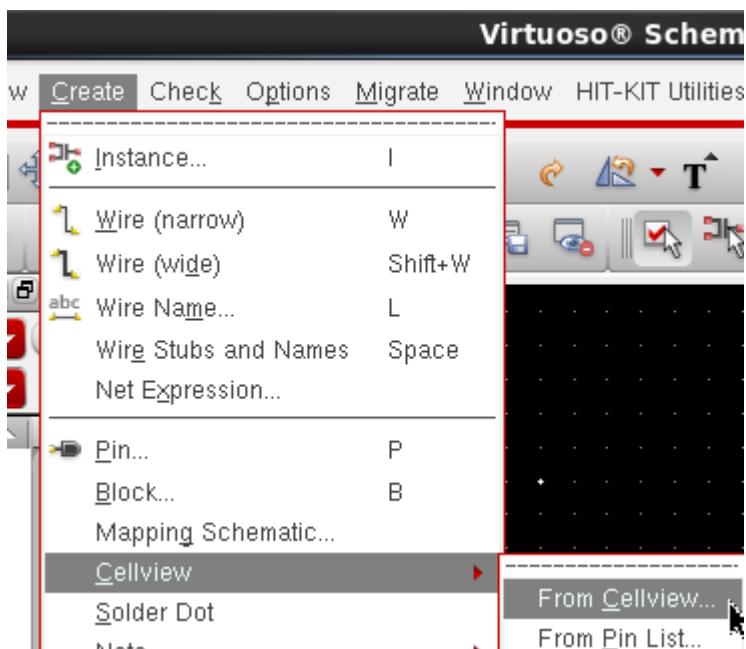 Virtuoso® Schem
w Create Check Options Migrate Window HIT-KIT Utilities
Instance... I
T
Wire (narrow) W
Wire (wide) Shift+W
abc Wire Name... L
Wire Stubs and Names Space
Net Expression...
Pin... P
Block... B
Mapping Schematic...
Cellview
From Cellview...
Solder Dot
From Pin List...